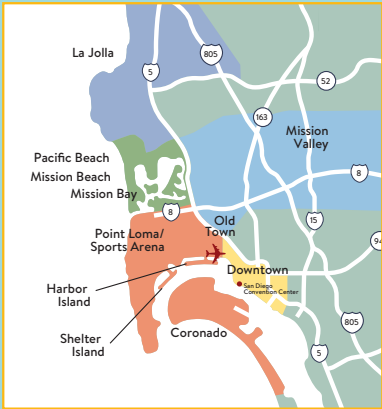 La Jolla
805
5
52
163
Mission
Valley
Pacific Beach
Mission Beach
Mission Bay
8
8
Old
Town
15
Point Loma/
Sports Arena
94
Downtown
San Diego
Convention Center
Harbor
Island
805
Coronado
Shelter
Island
5